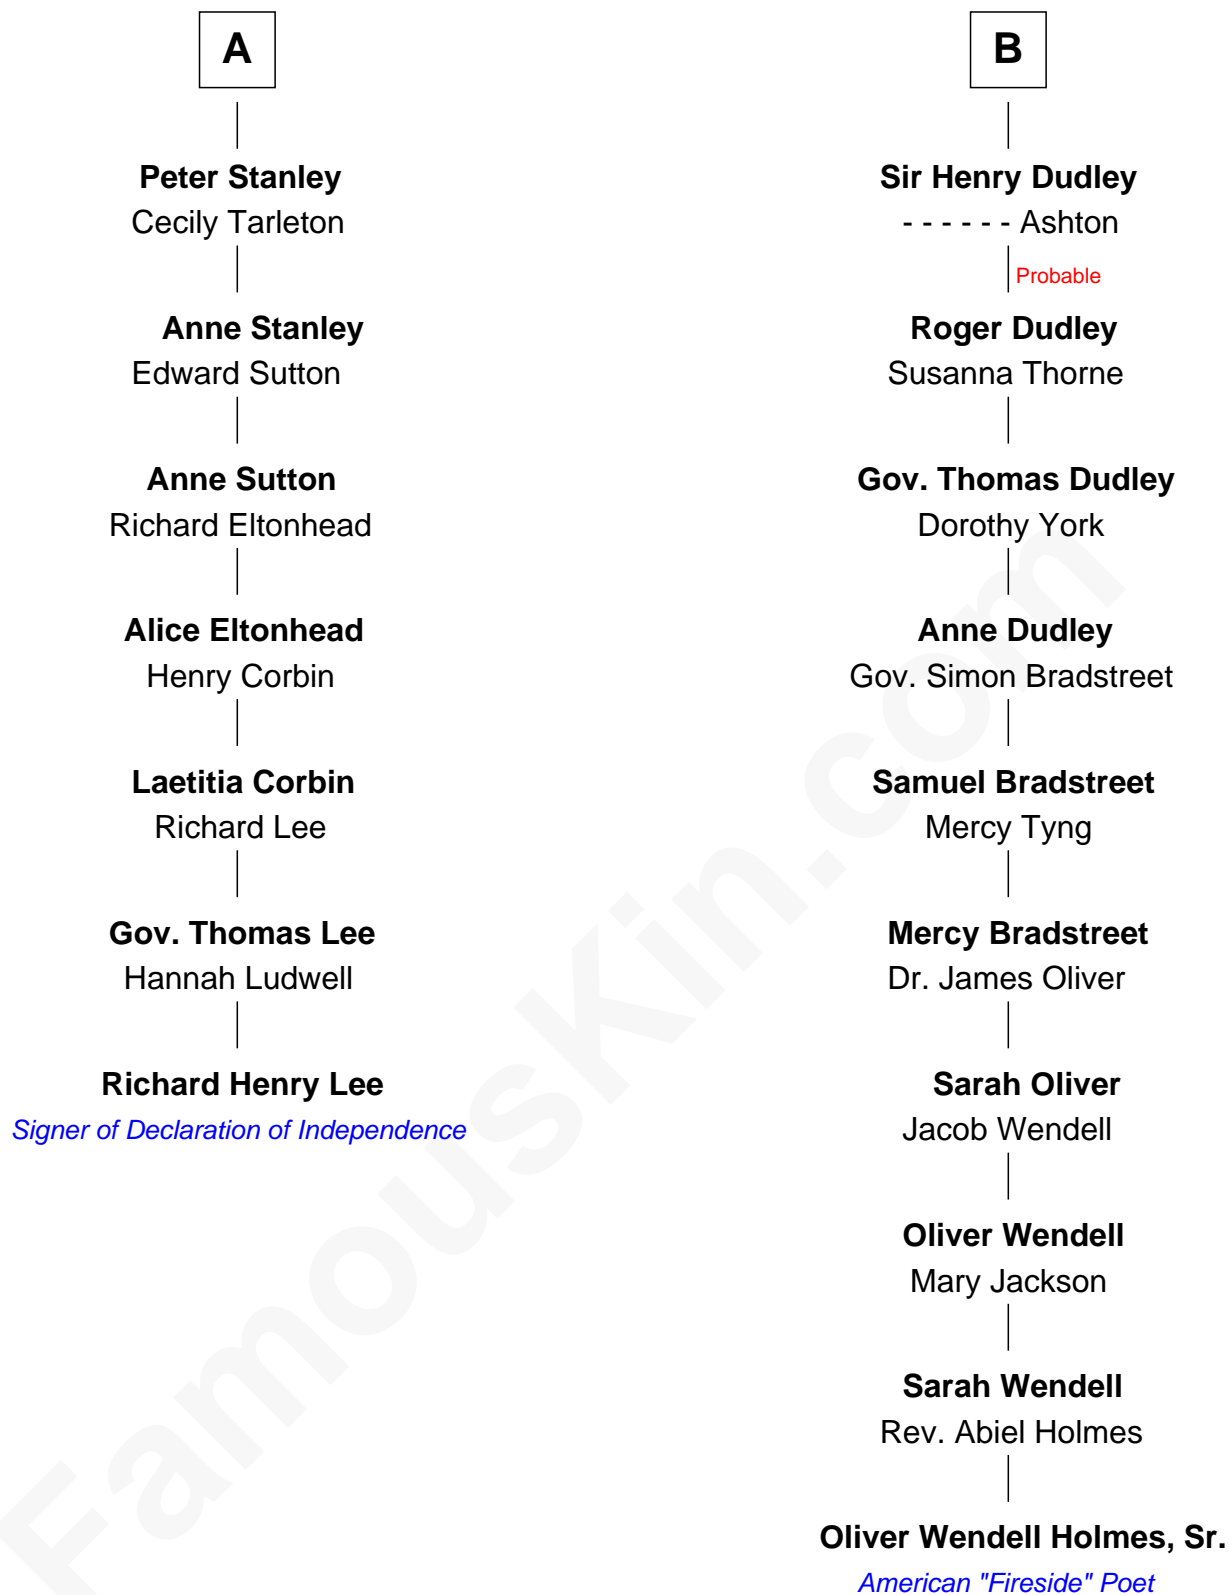 A
Peter Stanley
Cecily Tarleton
Anne Stanley
Edward Sutton
Anne Sutton
Richard Eltonhead
Alice Eltonhead
Henry Corbin
Laetitia Corbin
Richard Lee
Gov. Thomas Lee
Hannah Ludwell
Richard Henry Lee
Signer of Declaration of Independence
B
Sir Henry Dudley
- - - - - - Ashton
Probable
Roger Dudley
Susanna Thorne
Gov. Thomas Dudley
Dorothy York
Anne Dudley
Gov. Simon Bradstreet
Samuel Bradstreet
Mercy Tyng
Mercy Bradstreet
Dr. James Oliver
Sarah Oliver
Jacob Wendell
Oliver Wendell
Mary Jackson
Sarah Wendell
Rev. Abiel Holmes
Oliver Wendell Holmes, Sr.
American "Fireside" Poet
FamousKin.com